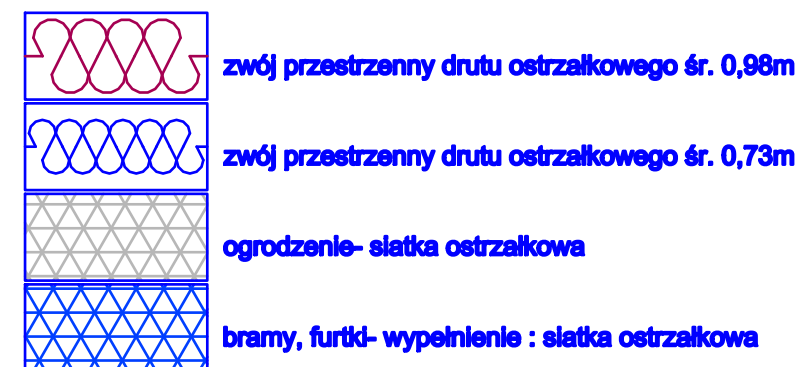 zwój przestrzenny drutu ostrzałkowego śr. 0,98m
zwój przestrzenny drutu ostrzałkowego śr. 0,73m
ogrodzenie- siatka ostrzałkowa
bramy, furtki- wypełnienie : siatka ostrzałkowa